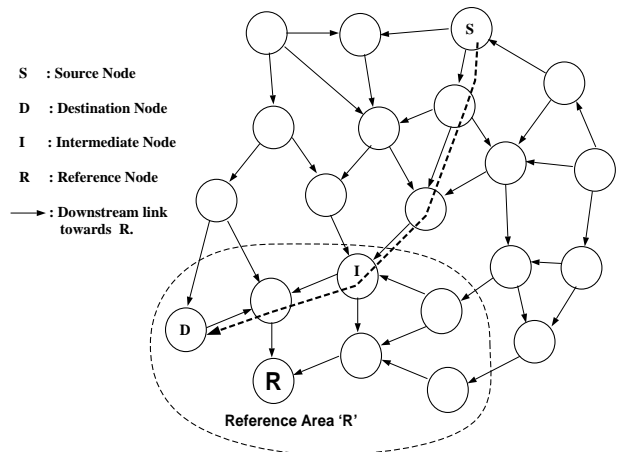 S : Source Node
D : Destination Node
I : Intermediate Node
R : Reference Node
: Downstream link
towards R.
S
I
D
R
Reference Area ‘R’